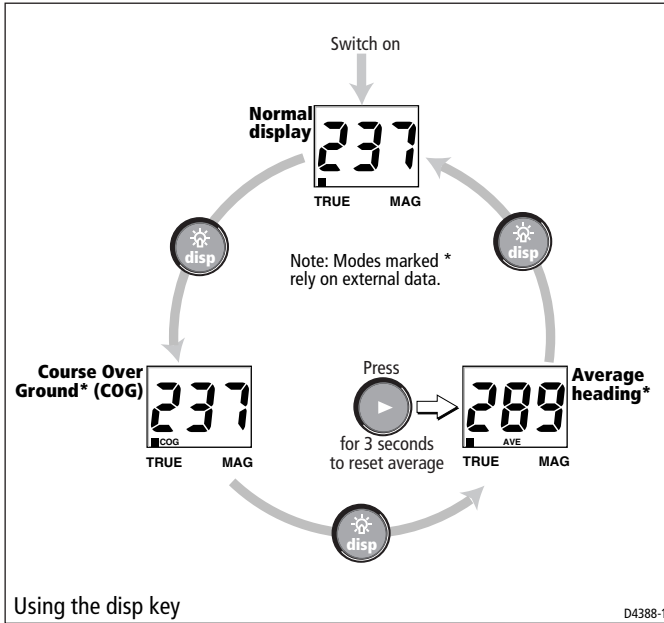 Switch on
Normal
display
237
TRUE MAG
disp
disp
Note: Modes marked *
rely on external data.
Course Over
Ground* (COG)
237
COG
TRUE MAG
Press
for 3 seconds
to reset average
289
AVE
TRUE MAG
Average
heading*
disp
Using the disp key
D4388-1